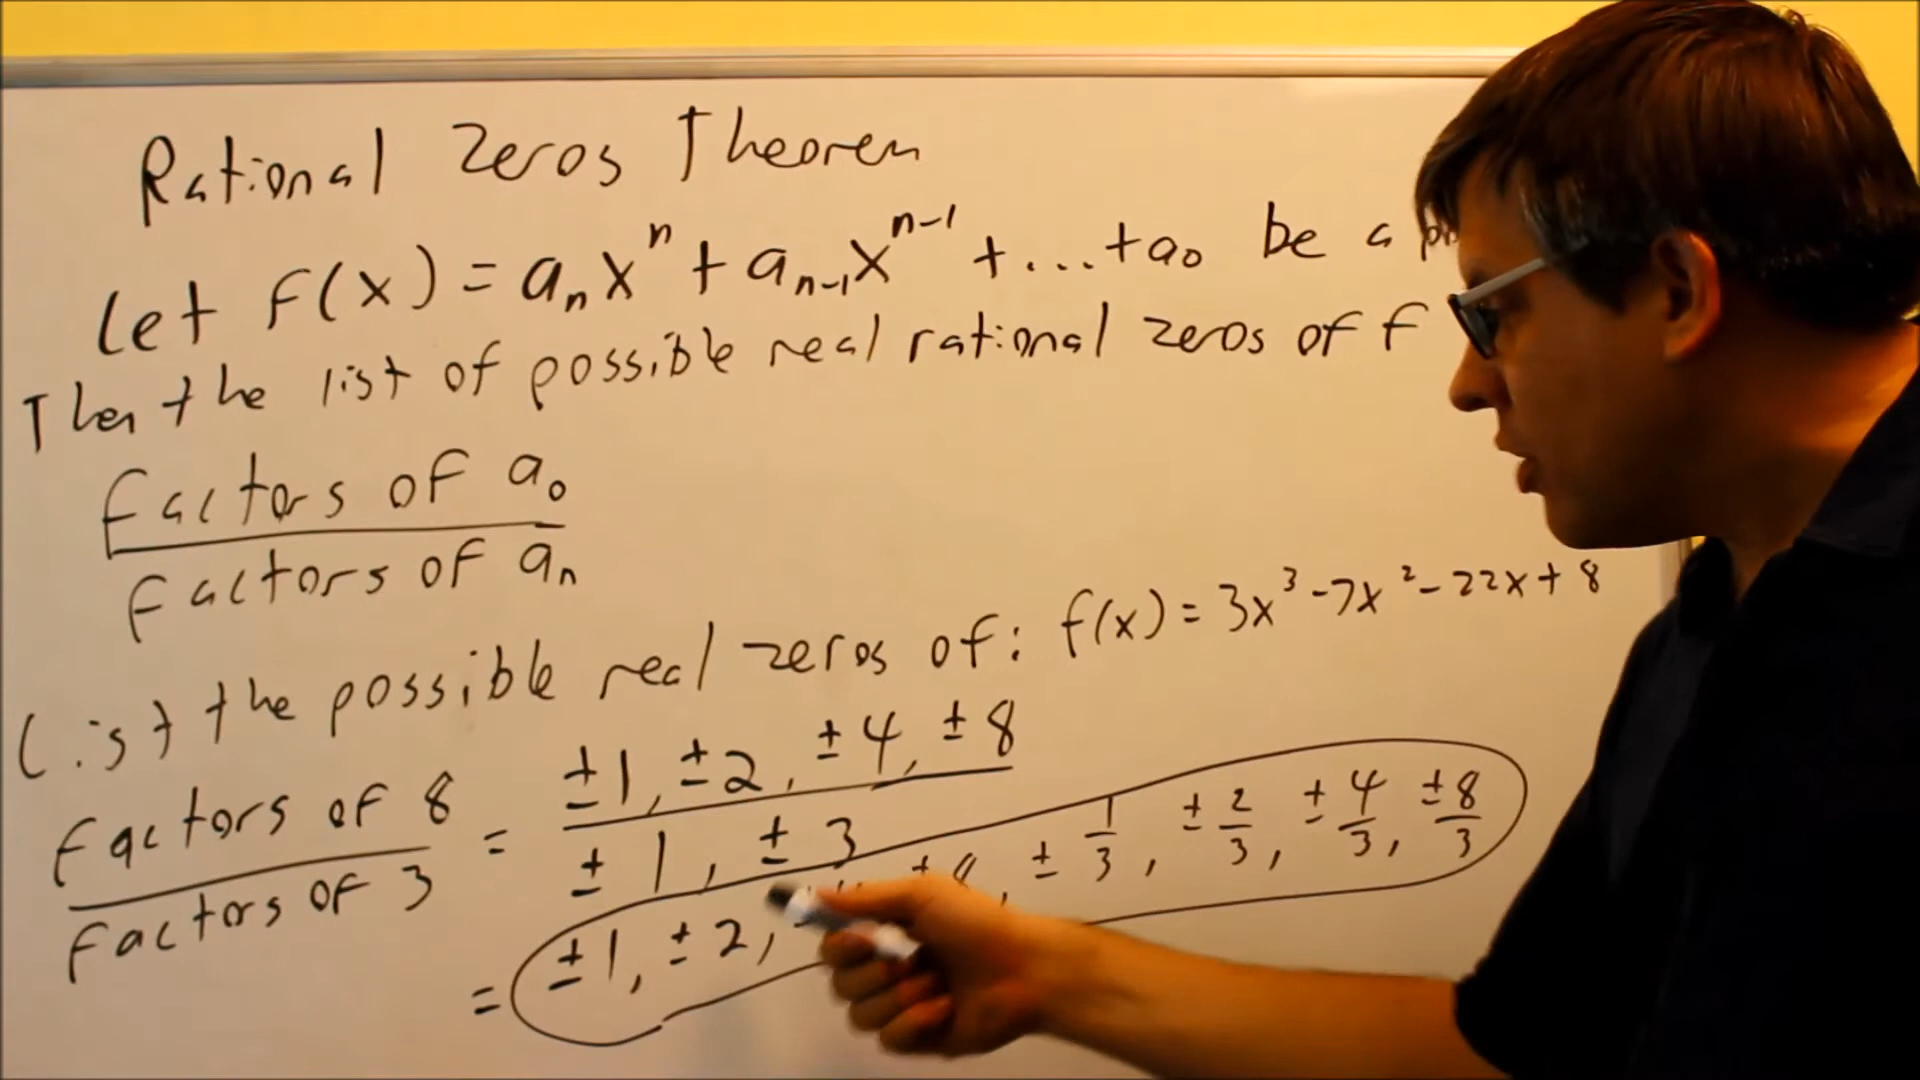 Rational Zeros Theorem
Let f(x) = aₙxⁿ + aₙ₋₁xⁿ⁻¹ + ... + a₀ be a
Then the list of possible real rational zeros of f
Factors of a₀
Factors of aₙ
List the possible real zeros of: f(x) = 3x³ - 7x² - 22x + 8
Factors of 8 = ±1, ±2, ±4, ±8
Factors of 3 ±1, ±3
= ±1, ±2, ±8, ±1/3, ±2/3, ±4/3, ±8/3